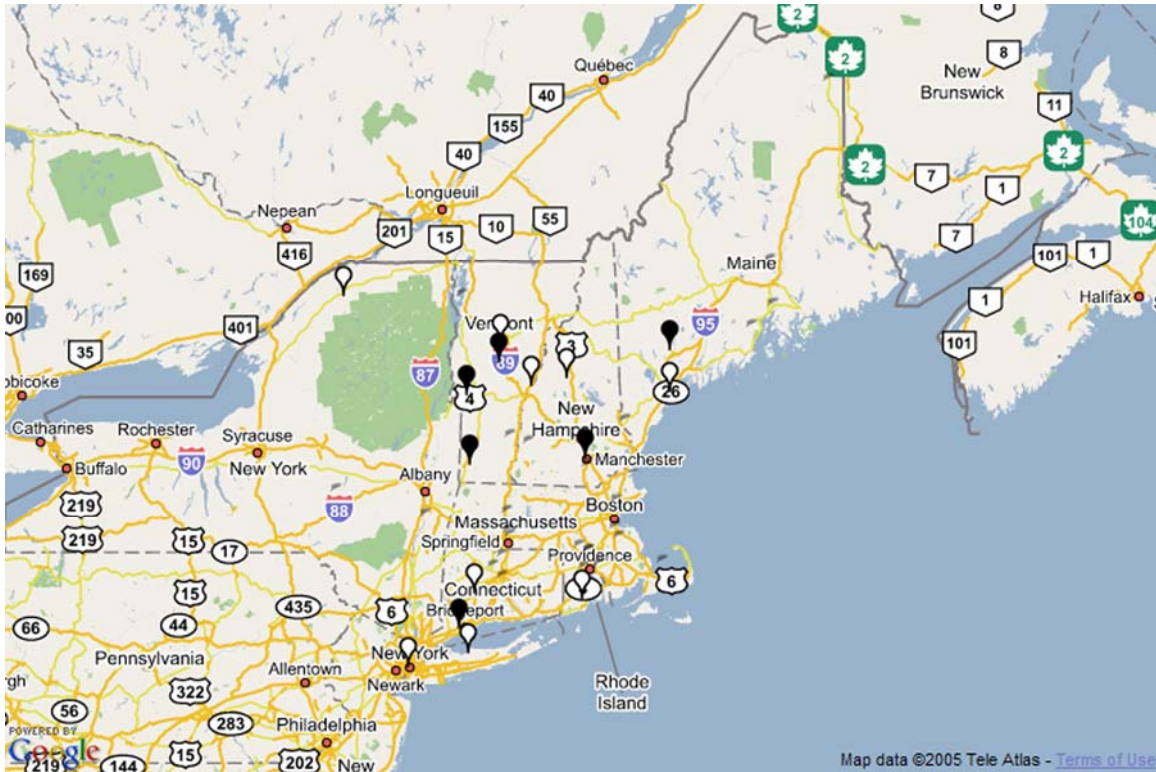 2
8
Québec
2
New
Brunswick
40
11
155
40
2
2
7
1
Longueuil
Nepean
201
10
55
104
15
7
416
101
1
169
Maine
1
Halifax
00
401
Vermont
95
3
35
101
89
obicoke
87
4
26
New
Hampshire
Catharines
Rochester
Syracuse
Manchester
90
New York
Buffalo
Albany
219
88
Boston
Massachusetts
219
15
17
Springfield
Providence
6
15
Connecticut
435
6
Bridgeport
66
44
New York
Pennsylvania
Allentown
Newark
322
Rhode
Island
56
283
Philadelphia
POWERED BY
Google
15
219
144
202
New
Map data ©2005 Tele Atlas - Terms of Use